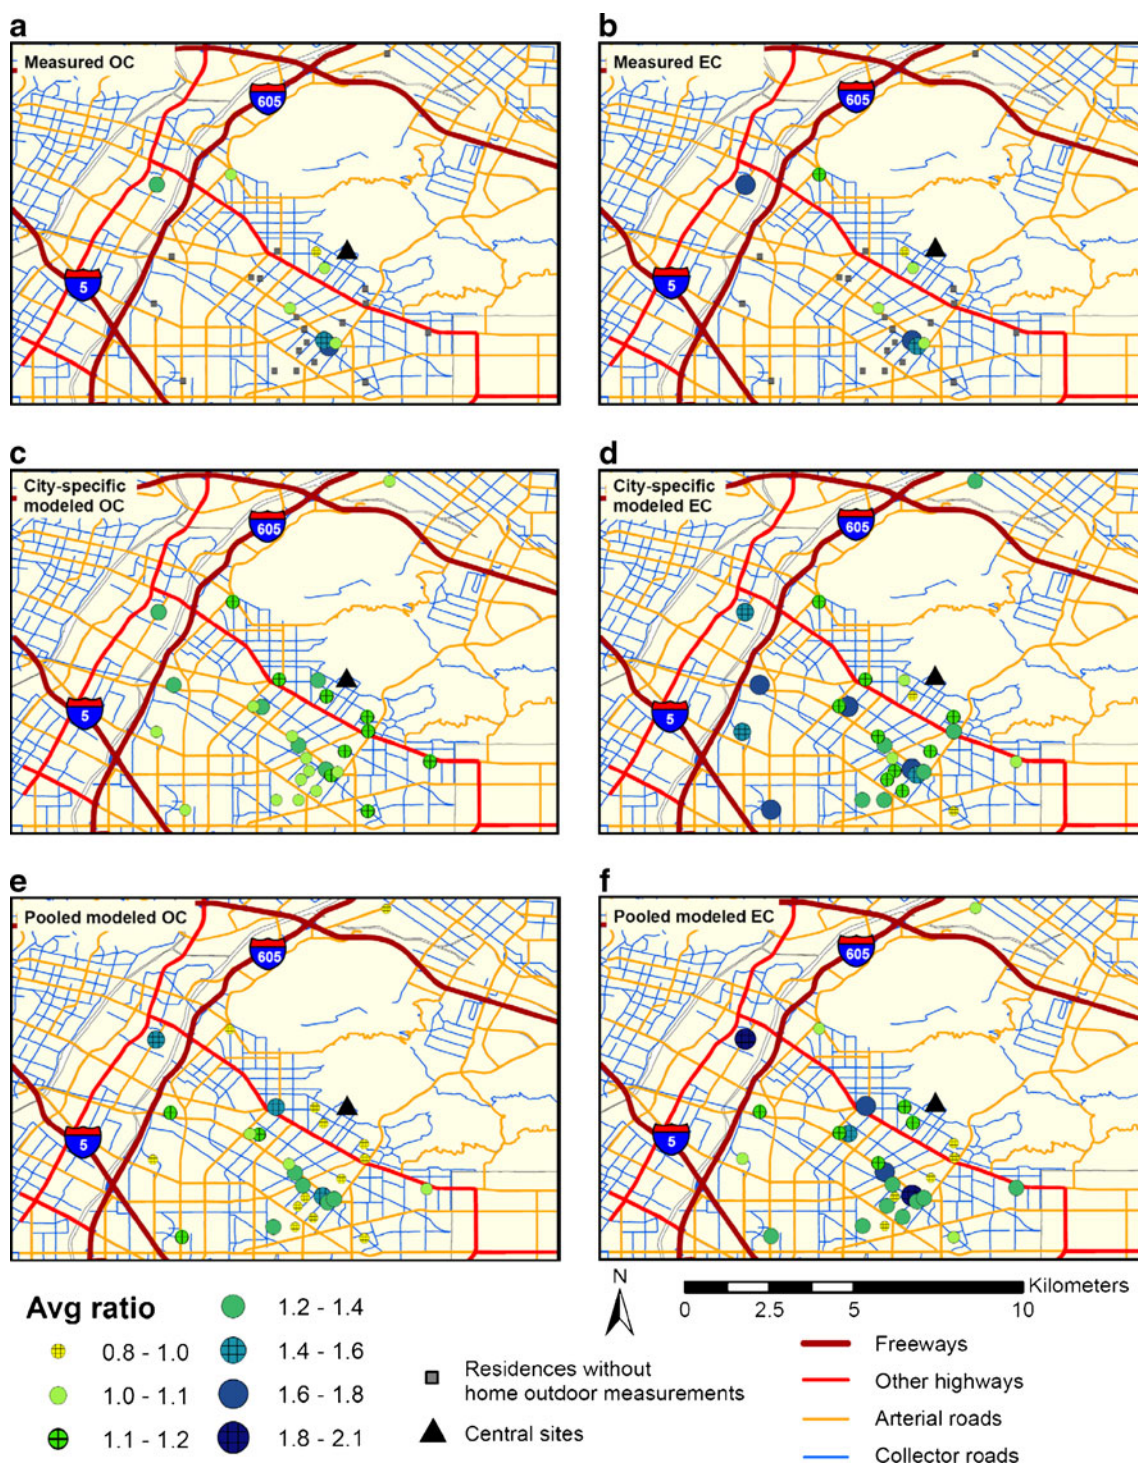 a
b
Measured OC
605
5
Measured EC
605
5
c
d
City-specific
modeled OC
605
5
City-specific
modeled EC
605
5
e
f
Pooled modeled OC
605
5
Pooled modeled EC
605
5
Avg ratio
0.8 - 1.0
1.0 - 1.1
1.1 - 1.2
1.2 - 1.4
1.4 - 1.6
1.6 - 1.8
1.8 - 2.1
N
Kilometers
0 2.5 5 10
Residences without
home outdoor measurements
Central sites
Freeways
Other highways
Arterial roads
Collector roads